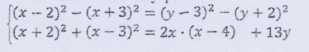 (x − 2)² − (x + 3)² = (y − 3)² − (y + 2)²
(x + 2)² + (x − 3)² = 2x · (x − 4) + 13y